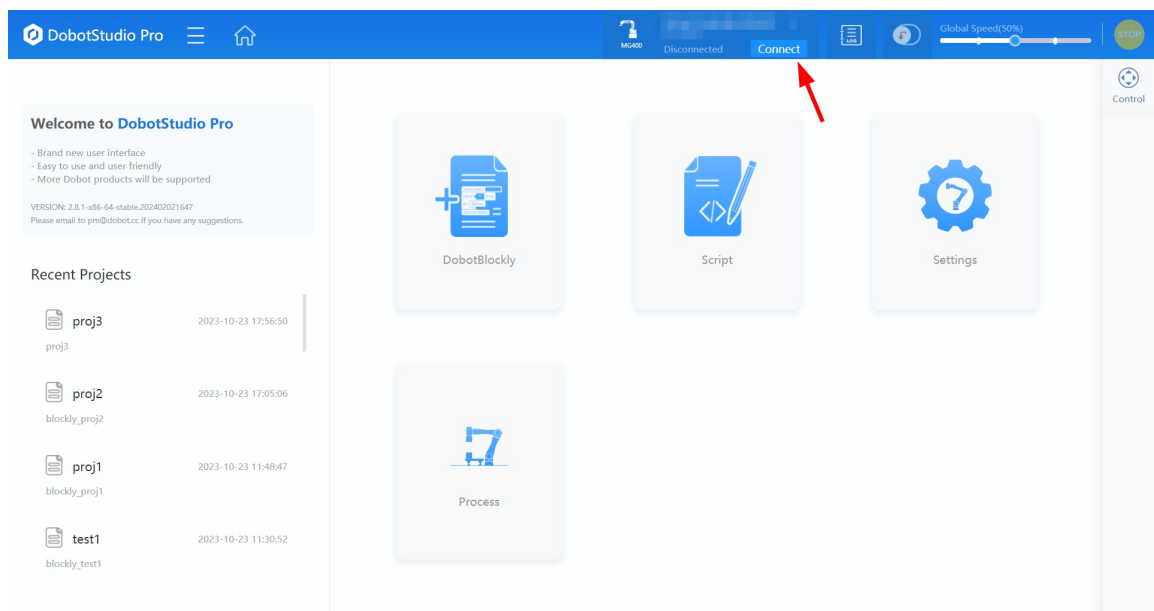 DobotStudio Pro
MG400
Disconnected
Connect
LOG
Global Speed(50%)
STOP
Control
Welcome to DobotStudio Pro
- Brand new user interface
- Easy to use and user friendly
- More Dobot products will be supported
VERSION: 2.8.1-x86-64-stable.202402021647
Please email to pm@dobot.cc if you have any suggestions.
Recent Projects
proj3 2023-10-23 17:56:50
proj3
proj2 2023-10-23 17:05:06
blockly_proj2
proj1 2023-10-23 11:48:47
blockly_proj1
test1 2023-10-23 11:30:52
blockly_test1
DobotBlockly
Script
Settings
Process